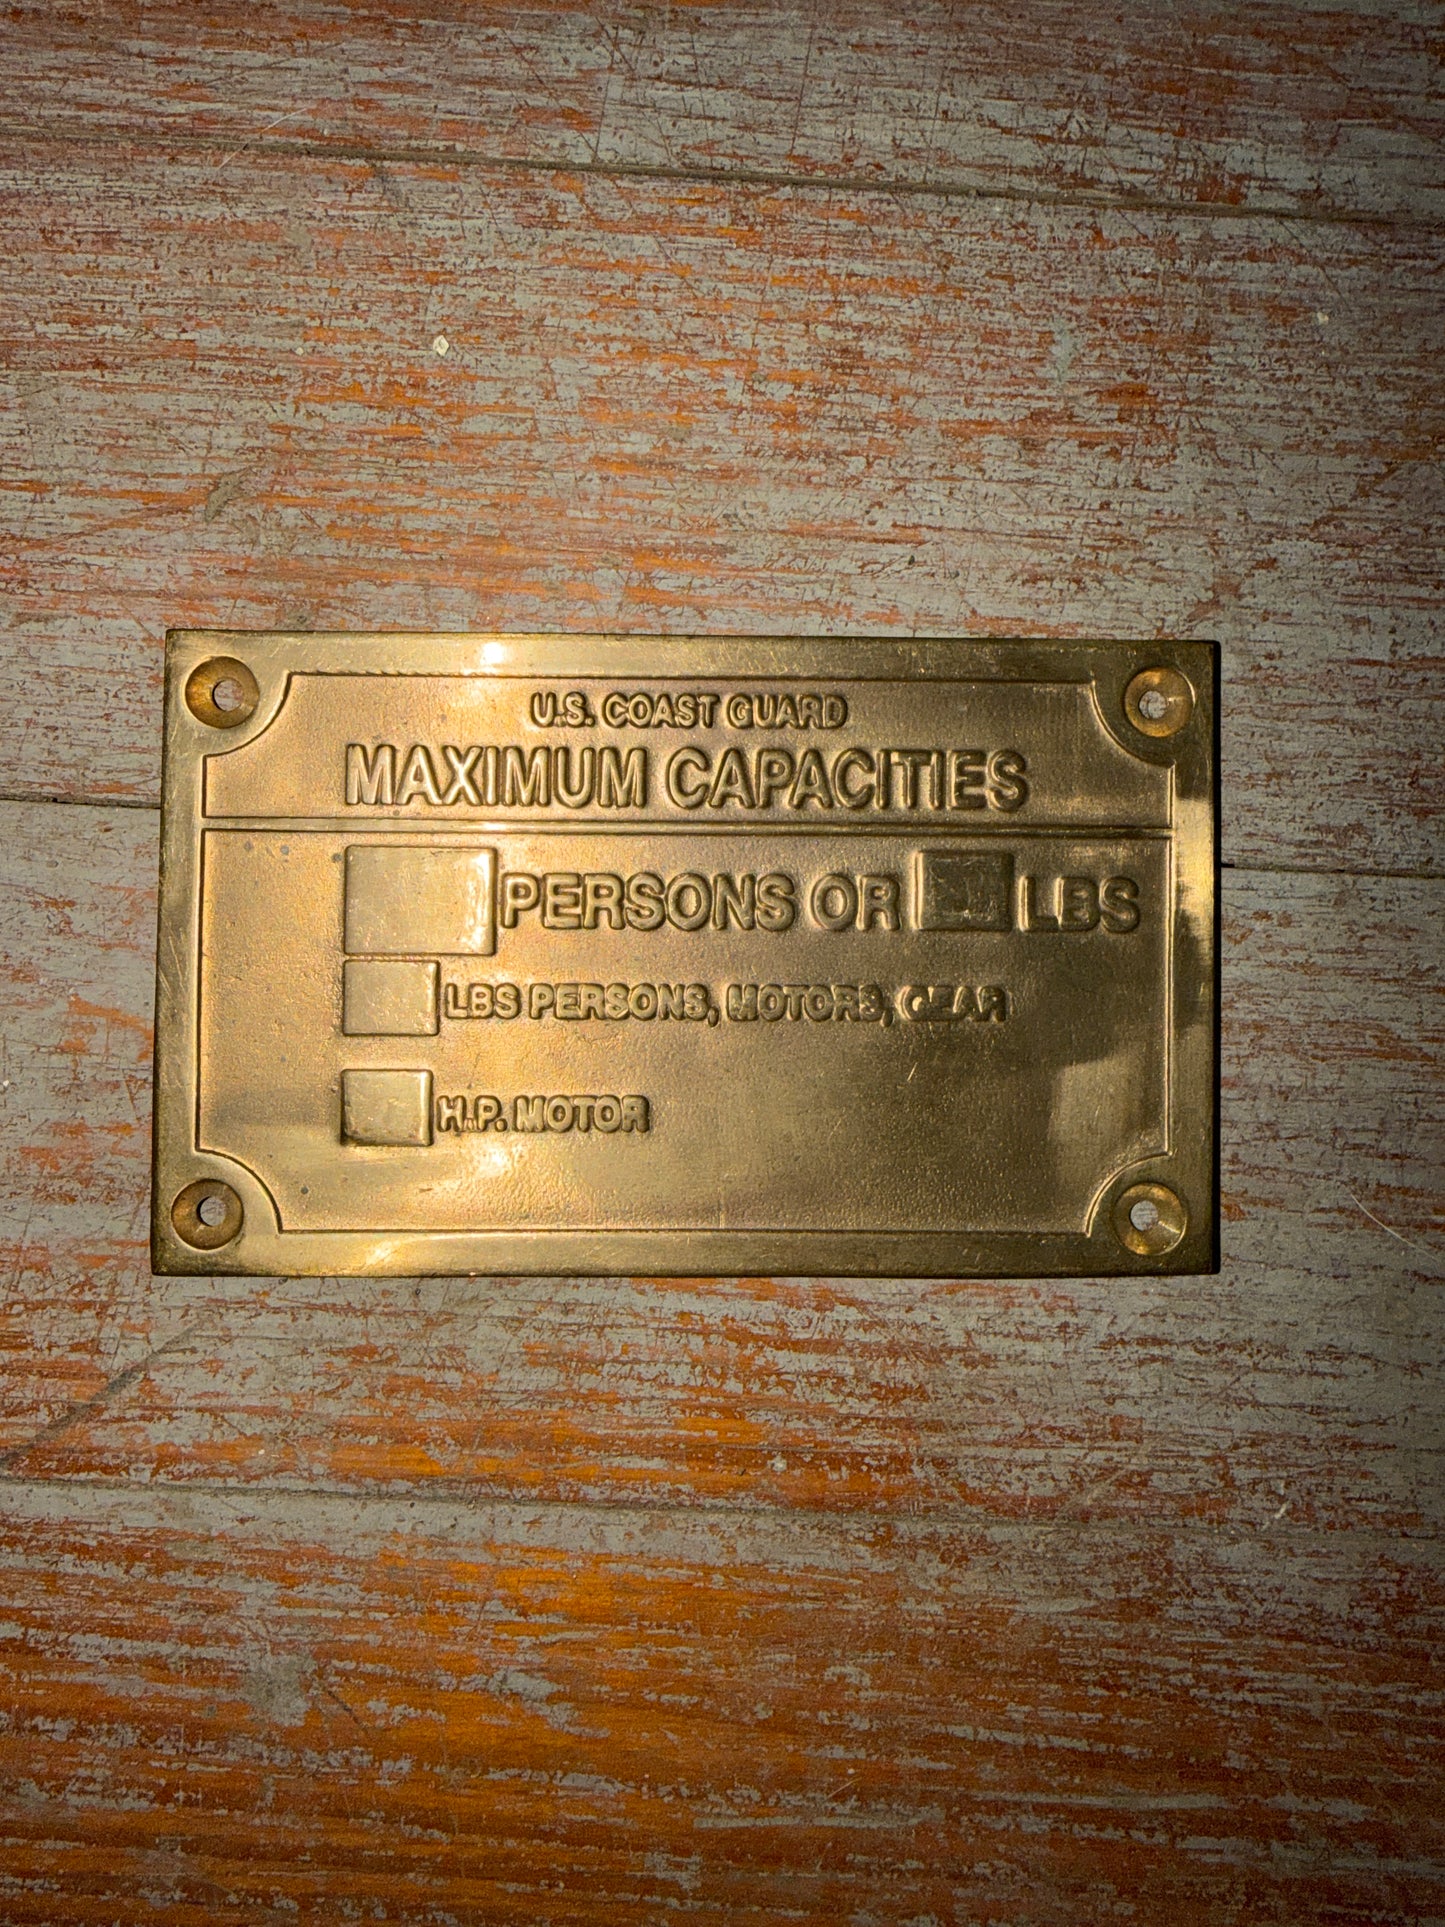 U.S. COAST GUARD
MAXIMUM CAPACITIES
PERSONS OR LBS
LBS PERSONS, MOTORS, GEAR
H.P. MOTOR